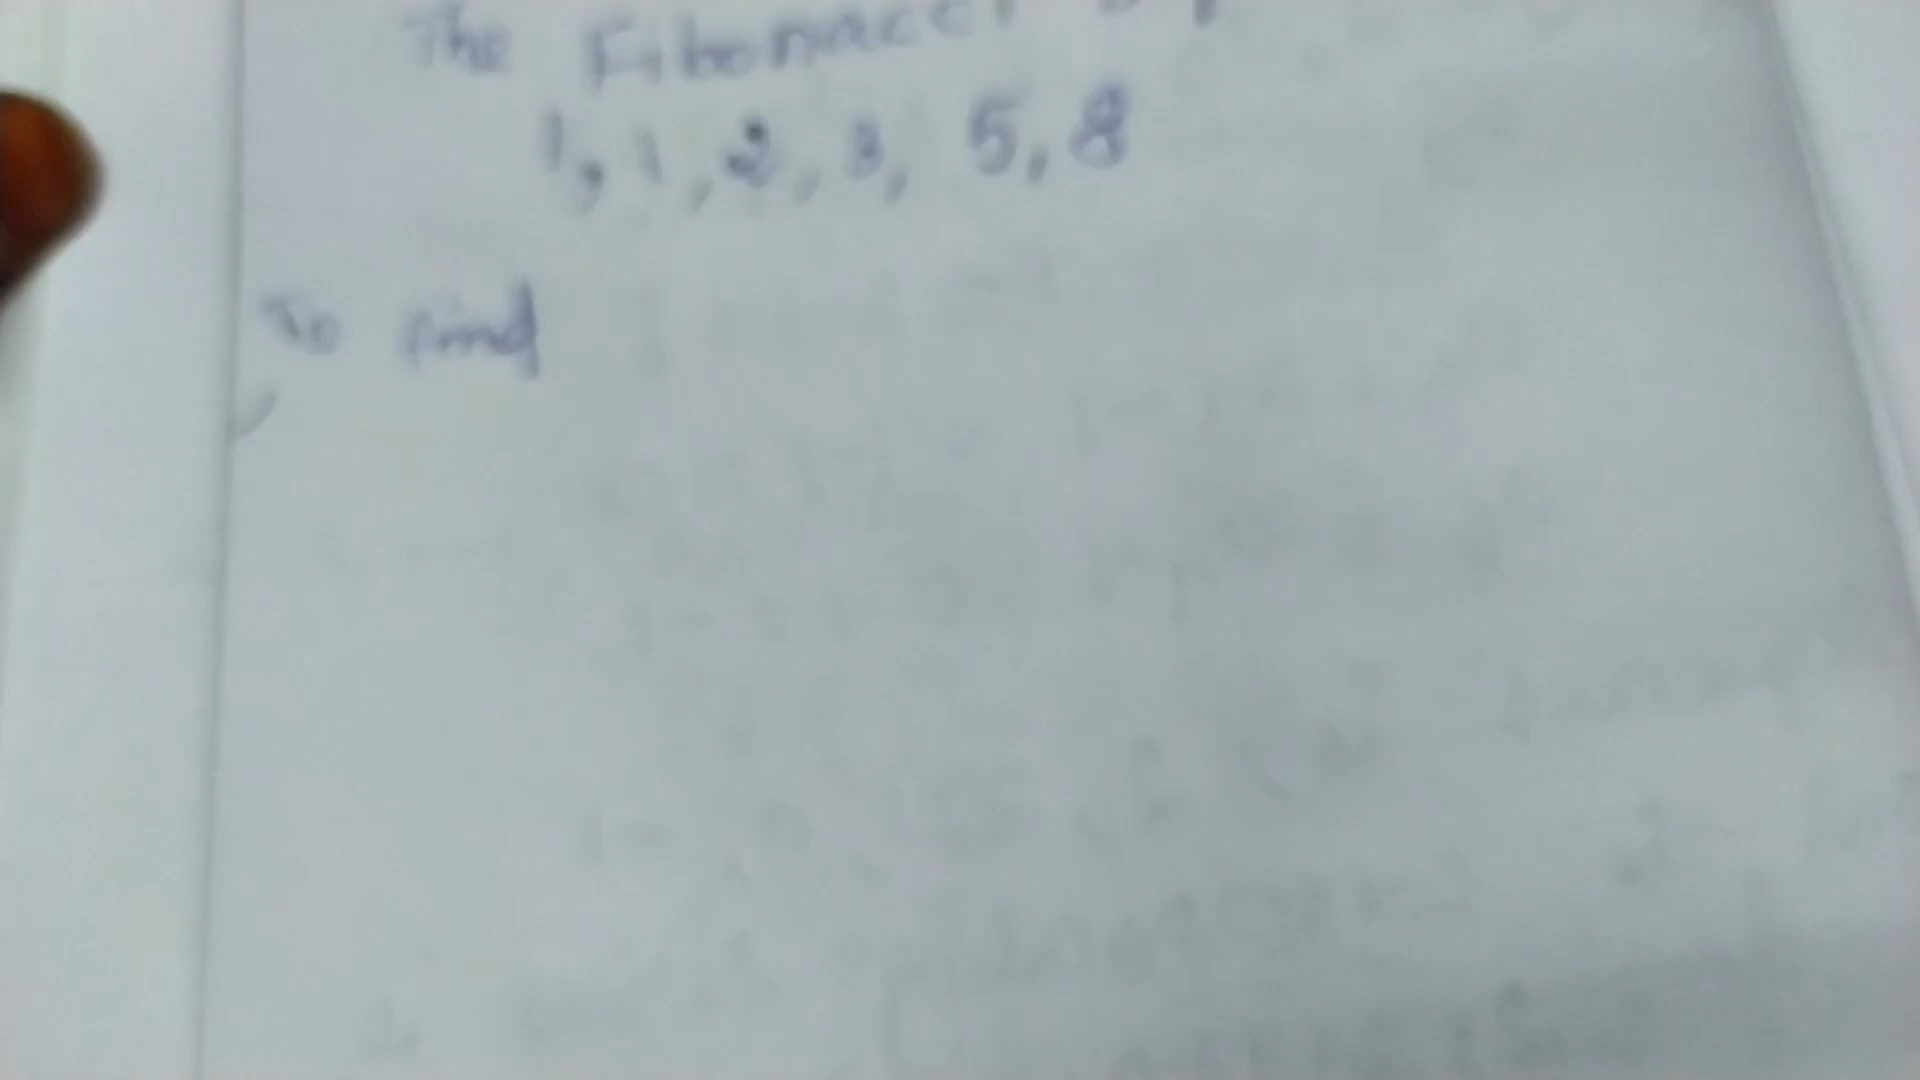 The Fibonacci
1, 1, 2, 3, 5, 8
To find